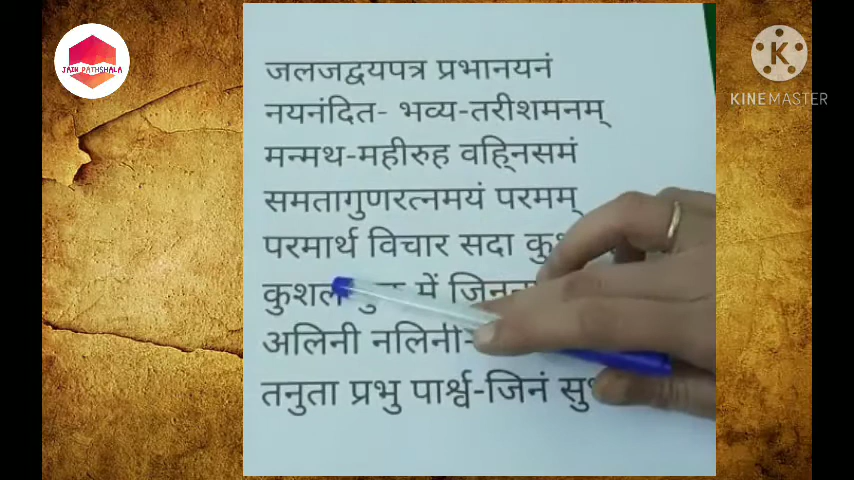 JAIN PATHSHALA
KINEMASTER
जलजद्वयपत्र प्रभानयनं
नयनंदित- भव्य-तरीशमनम्
मन्मथ-महीरुह वह्निसमं
समतागुणरत्नमयं परमम्
परमार्थ विचार सदा
कुशल में
अलिनी नलिनी-
तनुता प्रभु पार्श्व-जिनं